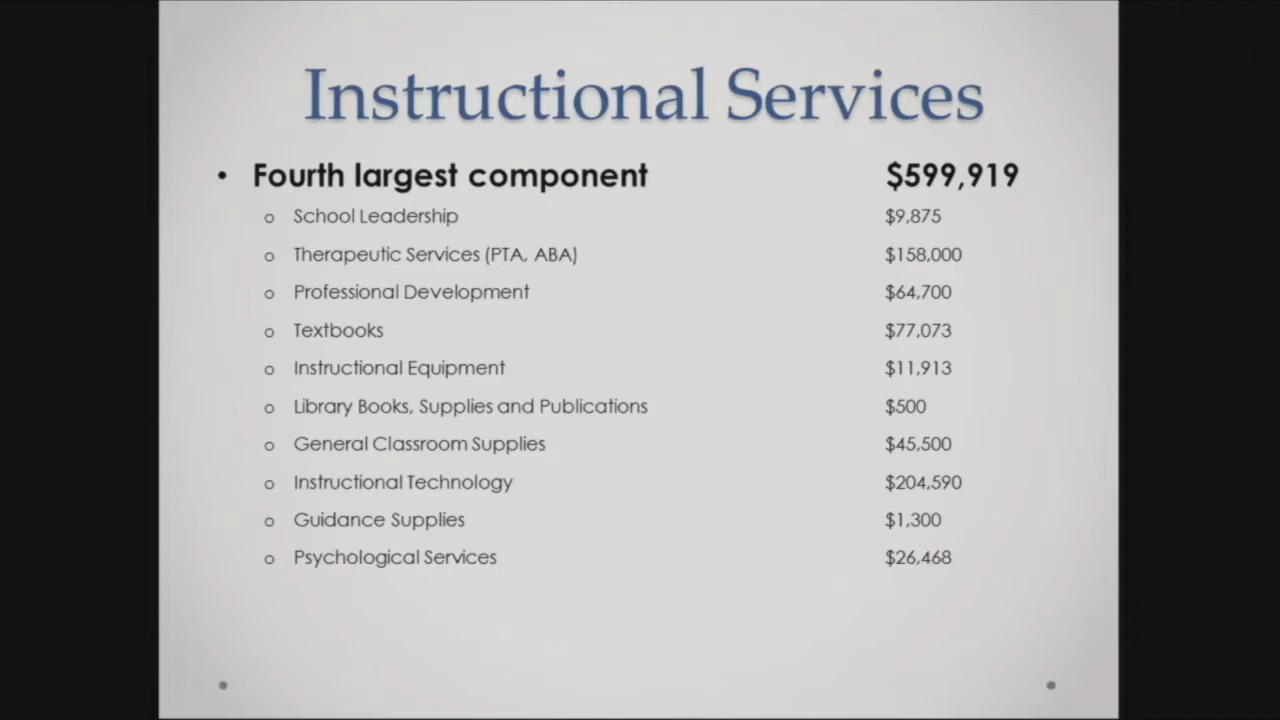 Instructional Services
• Fourth largest component $599,919
o School Leadership $9,875
o Therapeutic Services (PTA, ABA) $158,000
o Professional Development $64,700
o Textbooks $77,073
o Instructional Equipment $11,913
o Library Books, Supplies and Publications $500
o General Classroom Supplies $45,500
o Instructional Technology $204,590
o Guidance Supplies $1,300
o Psychological Services $26,468